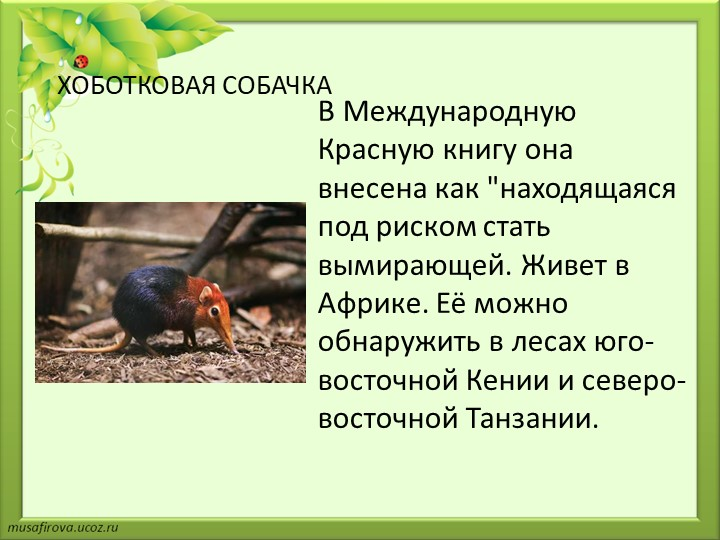 ХОБОТКОВАЯ СОБАЧКА
В Международную
Красную книгу она
внесена как "находящаяся
под риском стать
вымирающей. Живет в
Африке. Её можно
обнаружить в лесах юго-
восточной Кении и северо-
восточной Танзании.
musafirova.ucoz.ru